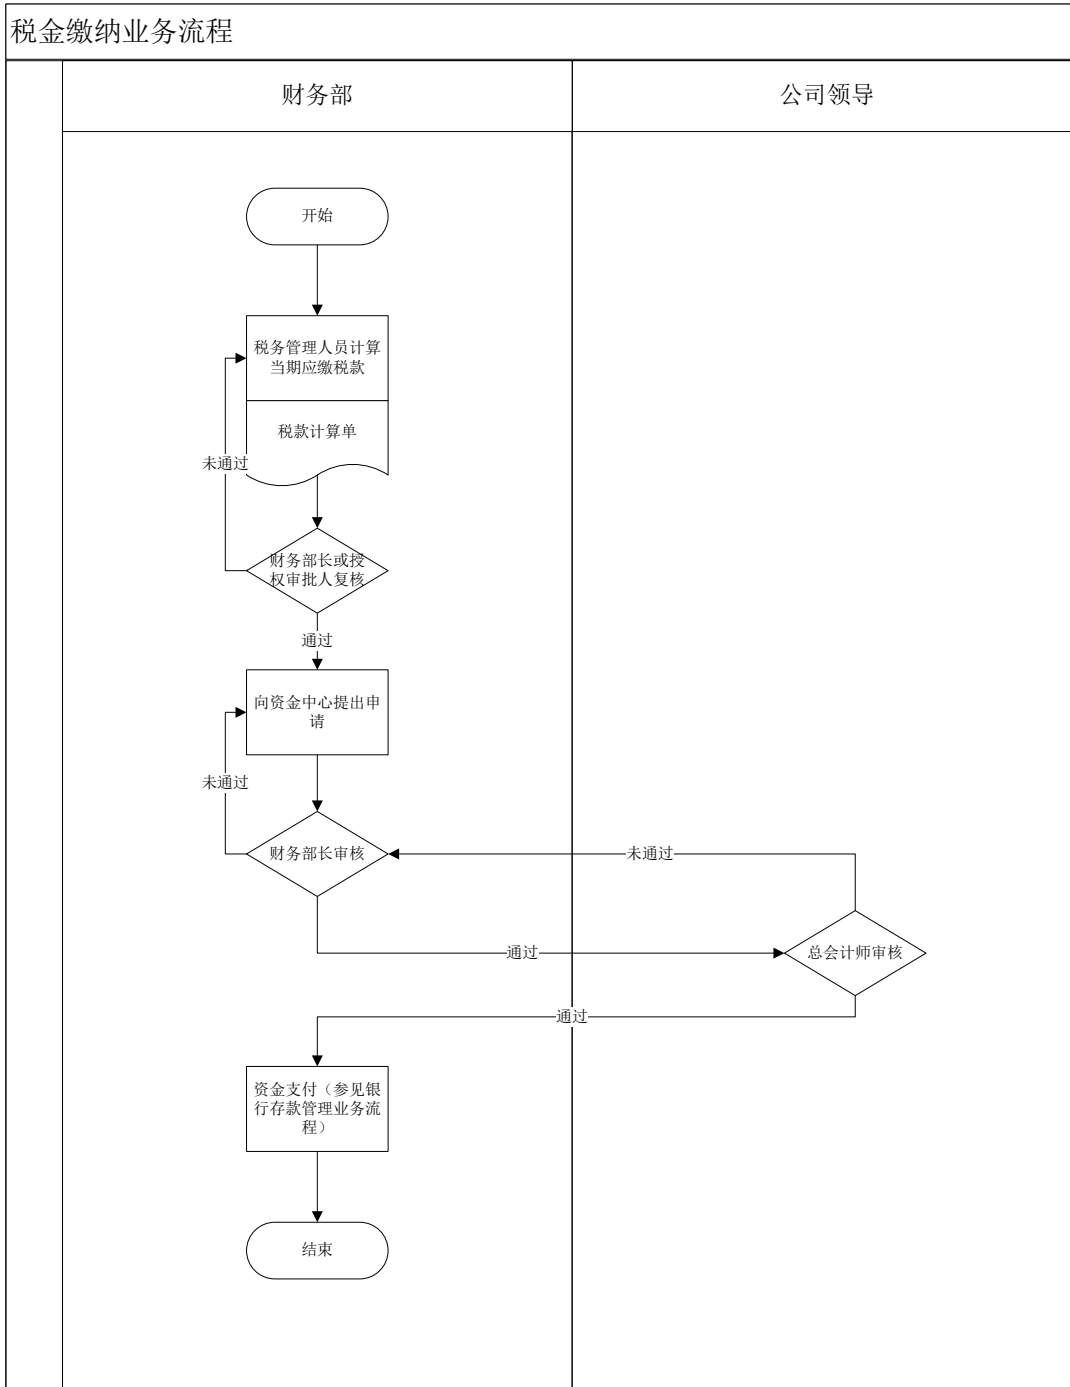 税金缴纳业务流程
财务部
公司领导
开始
税务管理人员计算
当期应缴税款
税款计算单
未通过
财务部长或授
权审批人复核
通过
向资金中心提出申
请
未通过
财务部长审核
未通过
通过
总会计师审核
通过
资金支付（参见银
行存款管理业务流
程）
结束